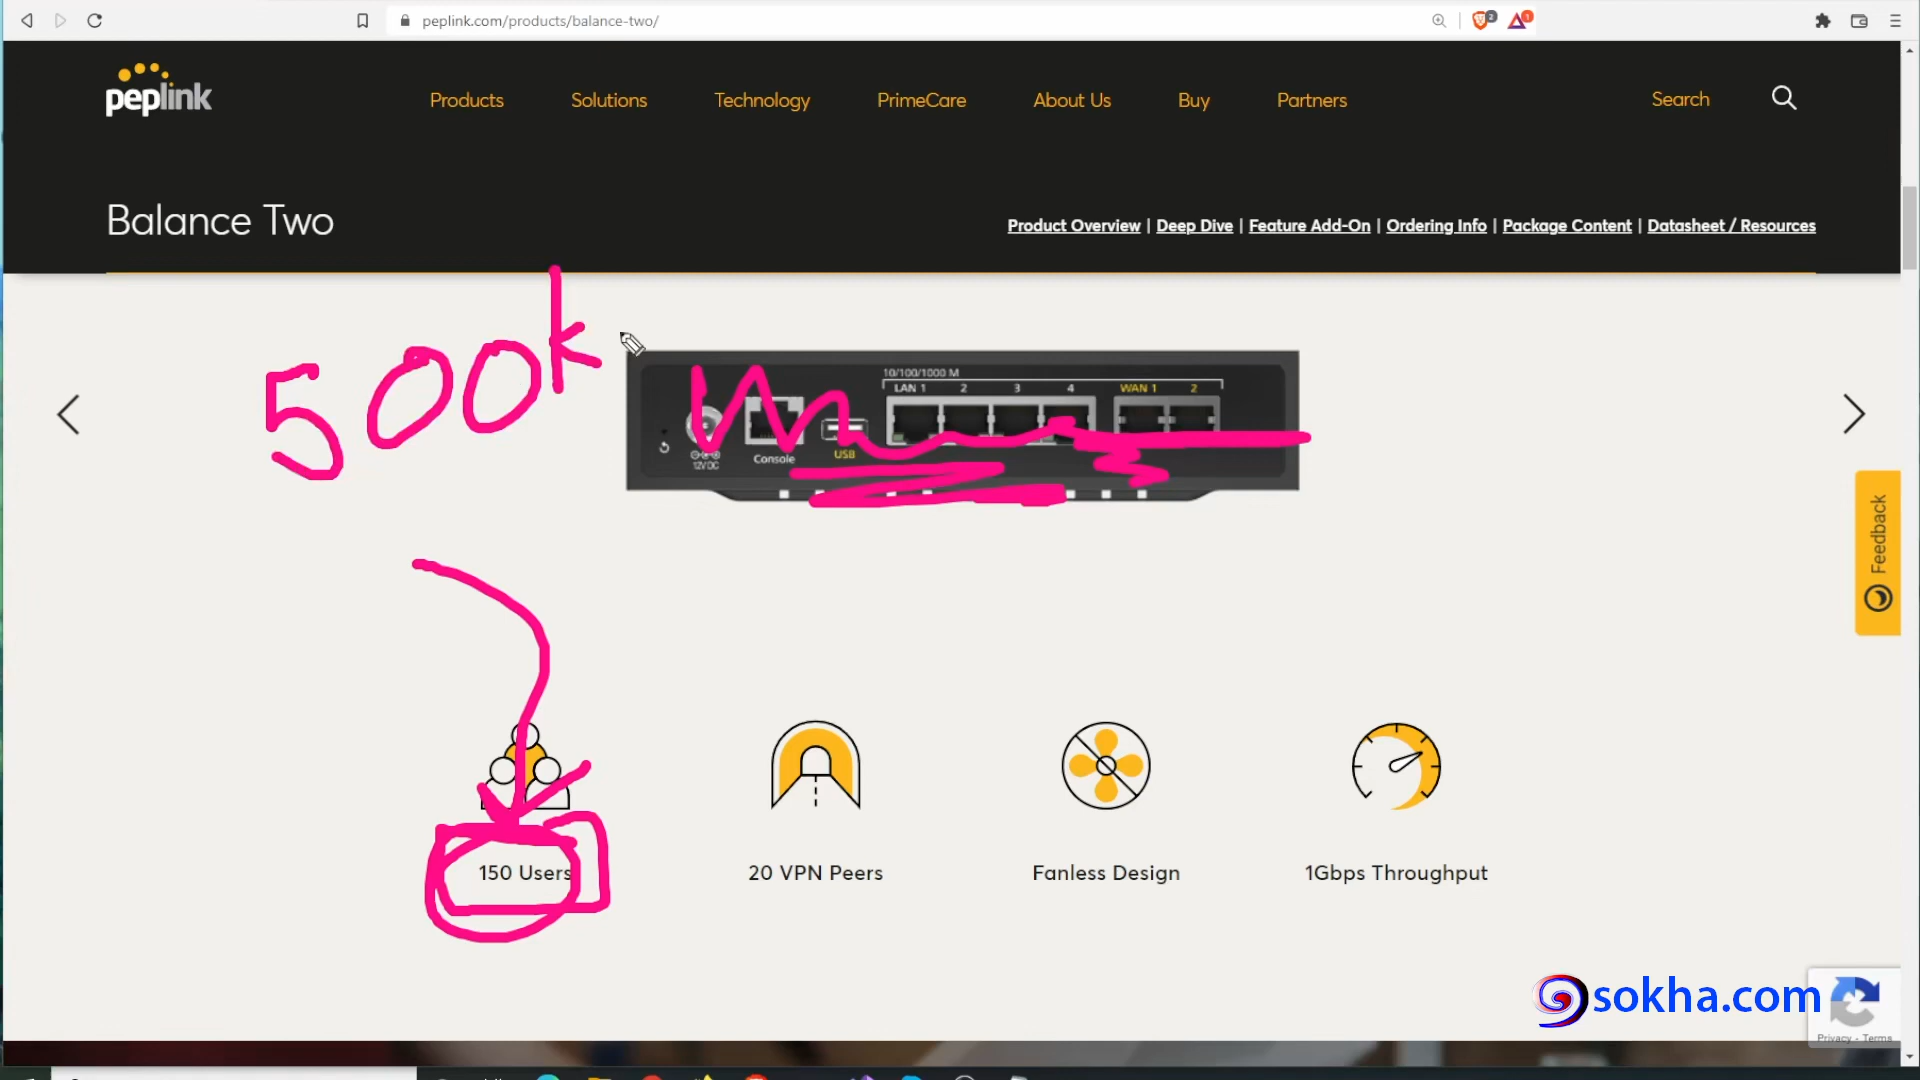 peplink.com/products/balance-two/
2
1
peplink
Products
Solutions
Technology
PrimeCare
About Us
Buy
Partners
Search
Balance Two
Product Overview | Deep Dive | Feature Add-On | Ordering Info | Package Content | Datasheet / Resources
500k
10/100/1000 M
LAN 1 2 3 4 WAN 1 2
12V DC
Console
USB
Feedback
150 Users
20 VPN Peers
Fanless Design
1Gbps Throughput
sokha.com
Privacy - Terms